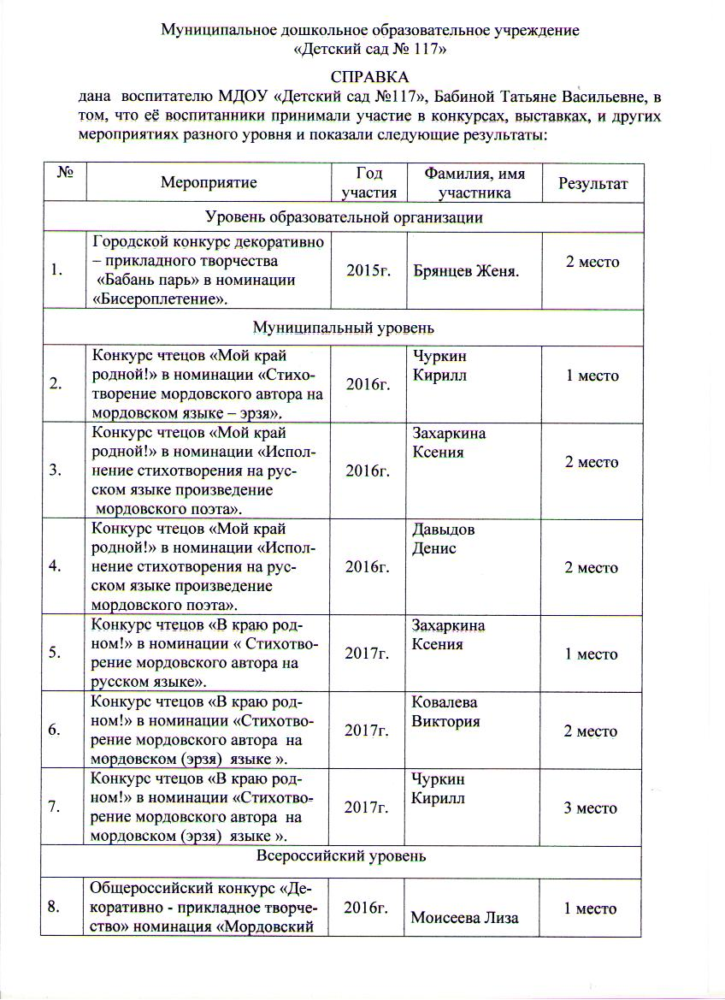 Муниципальное дошкольное образовательное учреждение
«Детский сад № 117»
СПРАВКА
дана воспитателю МДОУ «Детский сад №117», Бабиной Татьяне Васильевне, в
том, что её воспитанники принимали участие в конкурсах, выставках, и других
мероприятиях разного уровня и показали следующие результаты:
№
Мероприятие
Год
участия
Фамилия, имя
участника
Результат
Уровень образовательной организации
1.
Городской конкурс декоративно
– прикладного творчества
«Бабань парь» в номинации
«Бисероплетение».
2015г.
Брянцев Женя.
2 место
Муниципальный уровень
2.
Конкурс чтецов «Мой край
родной!» в номинации «Стихо-
творение мордовского автора на
мордовском языке – эрзя».
2016г.
Чуркин
Кирилл
1 место
3.
Конкурс чтецов «Мой край
родной!» в номинации «Испол-
нение стихотворения на рус-
ском языке произведение
мордовского поэта».
2016г.
Захаркина
Ксения
2 место
4.
Конкурс чтецов «Мой край
родной!» в номинации «Испол-
нение стихотворения на рус-
ском языке произведение
мордовского поэта».
2016г.
Давыдов
Денис
2 место
5.
Конкурс чтецов «В краю род-
ном!» в номинации « Стихотво-
рение мордовского автора на
русском языке».
2017г.
Захаркина
Ксения
1 место
6.
Конкурс чтецов «В краю род-
ном!» в номинации «Стихотво-
рение мордовского автора на
мордовском (эрзя) языке ».
2017г.
Ковалева
Виктория
2 место
7.
Конкурс чтецов «В краю род-
ном!» в номинации «Стихотво-
рение мордовского автора на
мордовском (эрзя) языке ».
2017г.
Чуркин
Кирилл
3 место
Всероссийский уровень
8.
Общероссийский конкурс «Де-
коративно - прикладное творче-
ство» номинация «Мордовский
2016г.
Моисеева Лиза
1 место